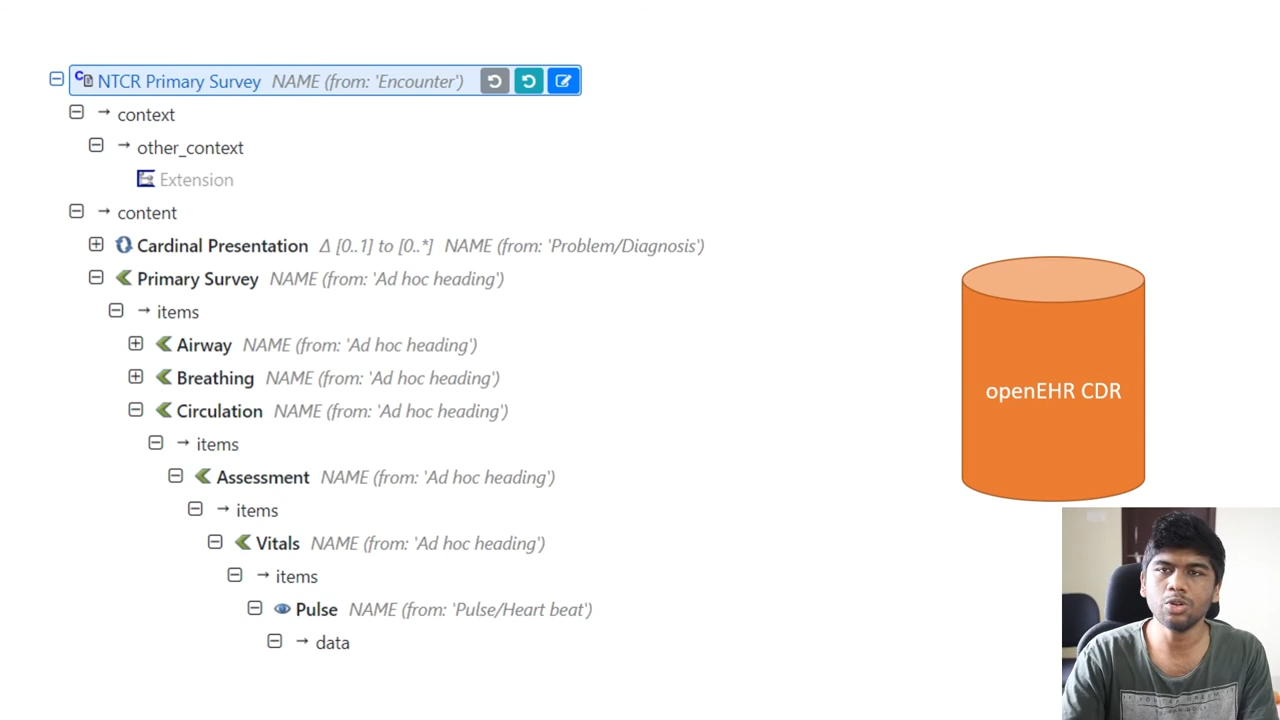 NTCR Primary Survey NAME (from: 'Encounter')
→ context
→ other_context
Extension
→ content
Cardinal Presentation Δ [0..1] to [0..*] NAME (from: 'Problem/Diagnosis')
Primary Survey NAME (from: 'Ad hoc heading')
→ items
Airway NAME (from: 'Ad hoc heading')
Breathing NAME (from: 'Ad hoc heading')
Circulation NAME (from: 'Ad hoc heading')
→ items
Assessment NAME (from: 'Ad hoc heading')
→ items
Vitals NAME (from: 'Ad hoc heading')
→ items
Pulse NAME (from: 'Pulse/Heart beat')
→ data
openEHR CDR